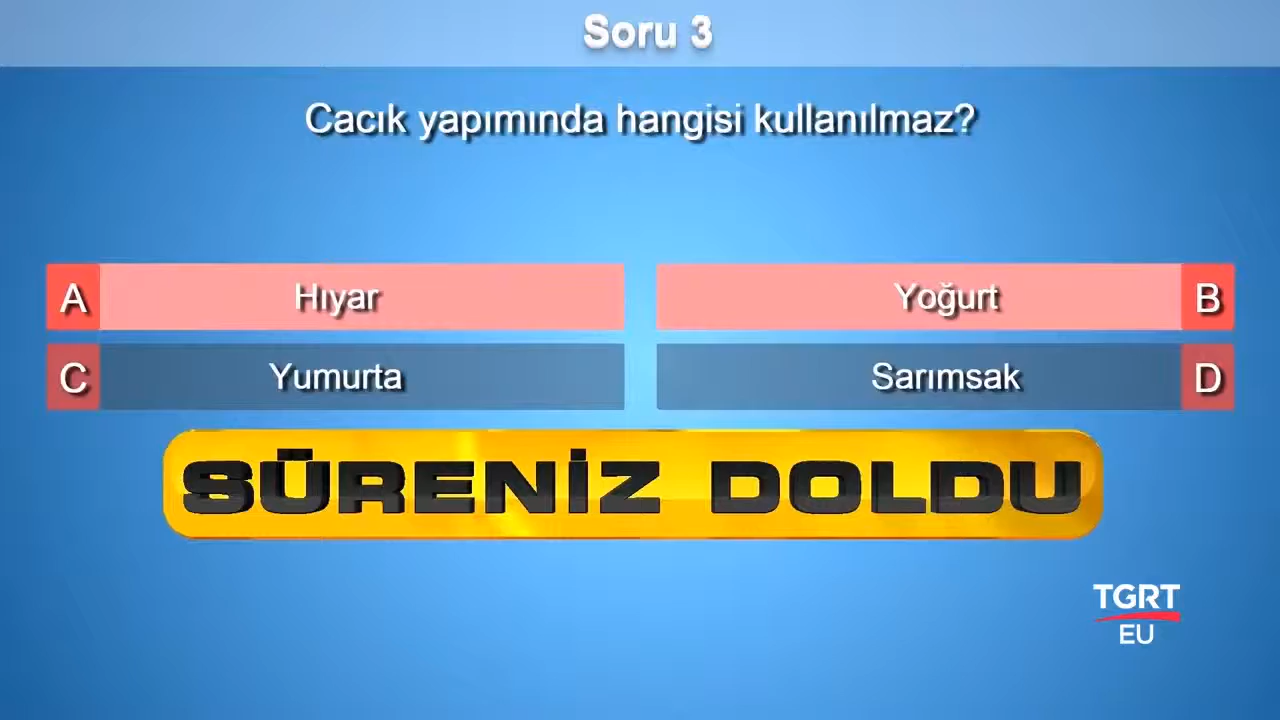 Soru 3
Cacık yapımında hangisi kullanılmaz?
A Hıyar
Yoğurt B
C Yumurta
Sarımsak D
SÜRENİZ DOLDU
TGRT
EU